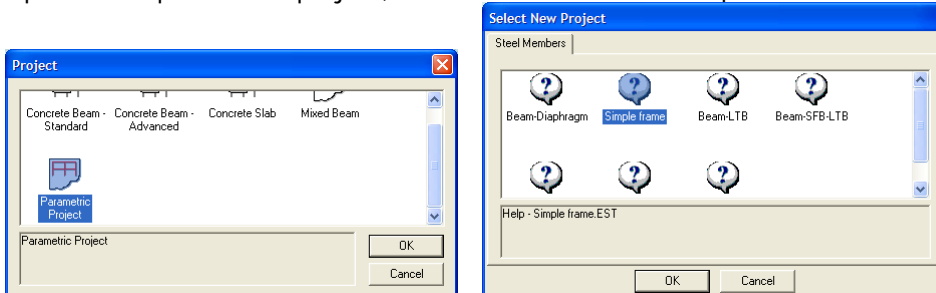 Project
Concrete Beam - Standard
Concrete Beam - Advanced
Concrete Slab
Mixed Beam
Parametric Project
Parametric Project
OK
Cancel
Select New Project
Steel Members
Beam-Diaphragm
Simple frame
Beam-LTB
Beam-SFB-LTB
Help - Simple frame.EST
OK
Cancel